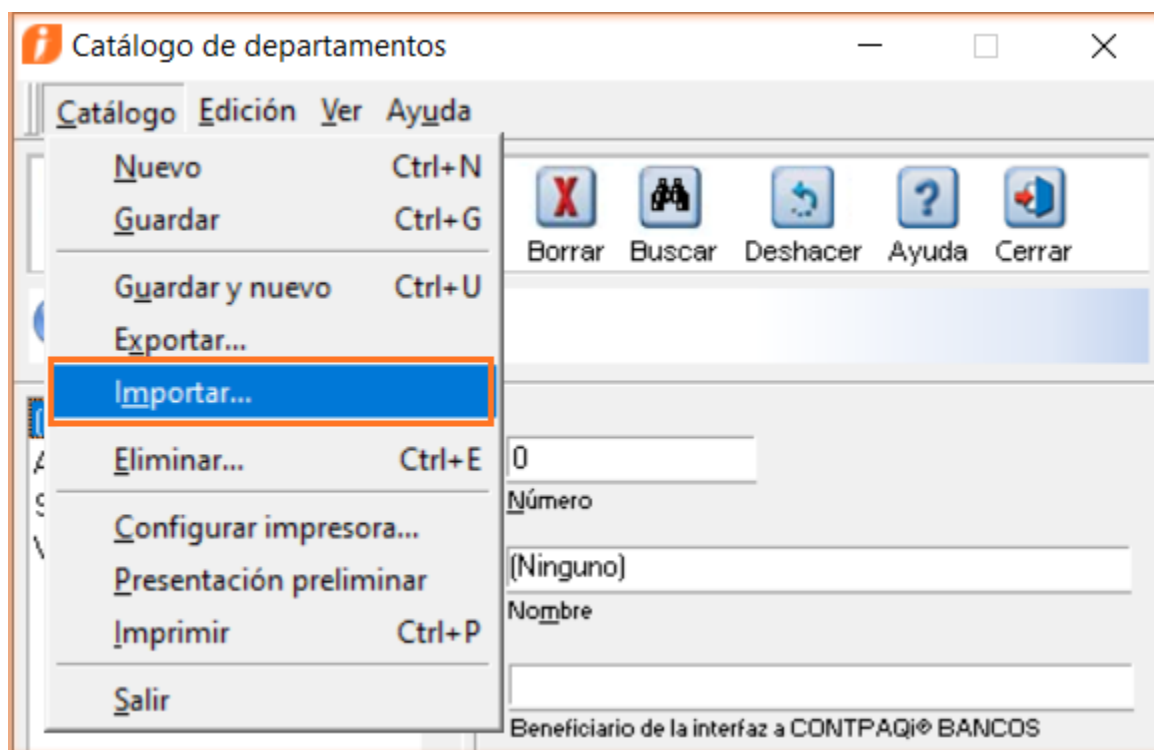 Catálogo de departamentos
Catálogo Edición Ver Ayuda
Nuevo Ctrl+N
Guardar Ctrl+G
Guardar y nuevo Ctrl+U
Exportar...
Importar...
Eliminar... Ctrl+E
Configurar impresora...
Presentación preliminar
Imprimir Ctrl+P
Salir
Borrar Buscar Deshacer Ayuda Cerrar
0
Número
(Ninguno)
Nombre
Beneficiario de la interfaz a CONTPAQi® BANCOS